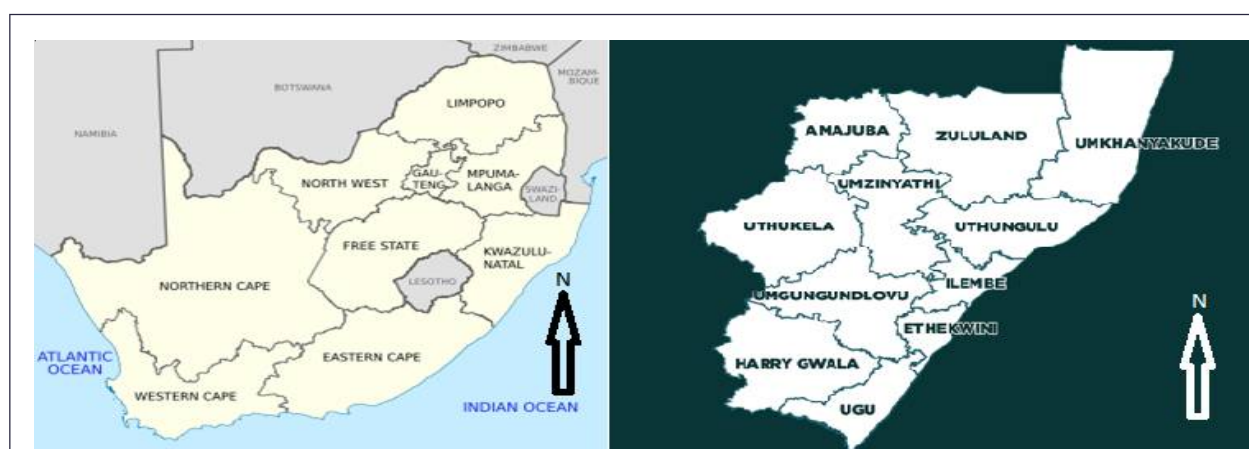 ZIMBABWE
MOZAM-
BIQUE
BOTSWANA
NAMIBIA
LIMPOPO
NORTH WEST
GAU-
TENG
MPUMA-
LANGA
SWAZI-
LAND
FREE STATE
KWAZULU-
NATAL
LESOTHO
NORTHERN CAPE
N
EASTERN CAPE
WESTERN CAPE
ATLANTIC
OCEAN
INDIAN OCEAN
AMAJUBA
ZULULAND
UMKHANYAKUDE
UMZINYATHI
UTHUKELA
UTHUNGULU
ILEMBE
UMGUNGUNDLOVU
ETHEKWINI
HARRY GWALA
UGU
N